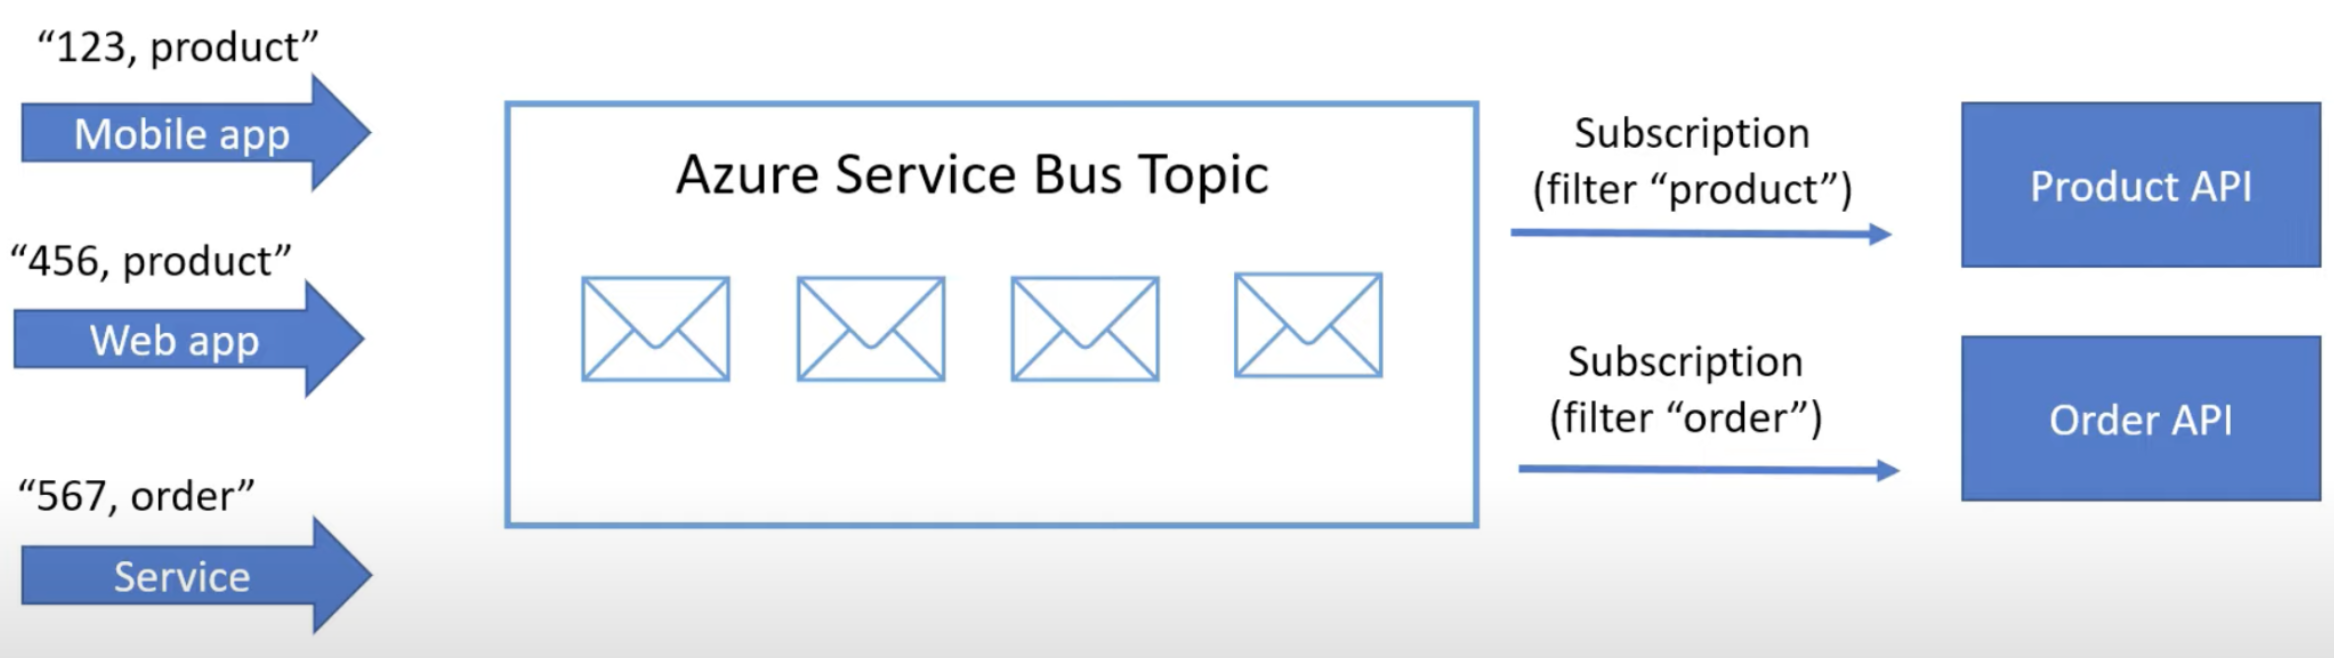 “123, product”
Mobile app
“456, product”
Web app
“567, order”
Service
Azure Service Bus Topic
Subscription
(filter “product”)
Subscription
(filter “order”)
Product API
Order API